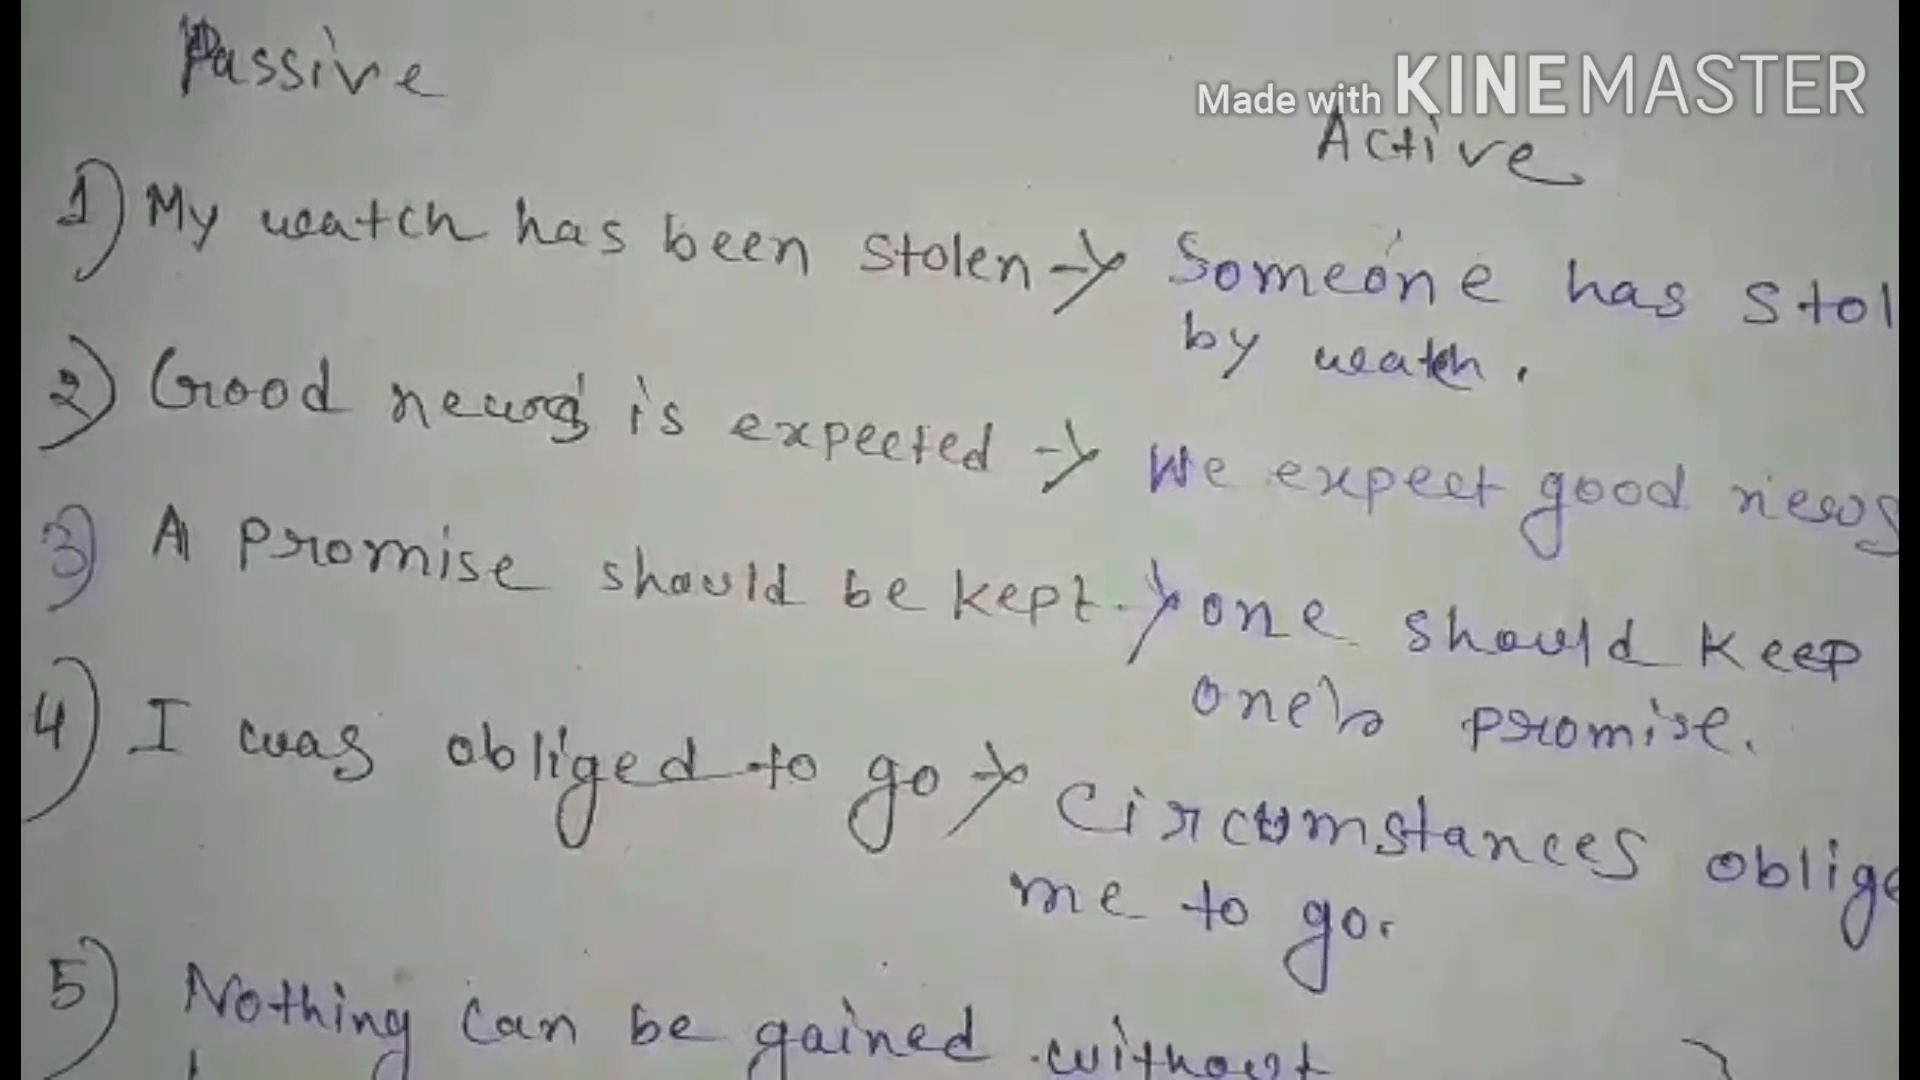 Passive
Made with KINEMASTER
Active
1) My watch has been stolen → Someone has stol
by watch.
2) Good news is expected → We expect good news
3) A promise should be kept. → one should keep
one's promise.
4) I was obliged to go → Circumstances oblige
me to go.
5) Nothing can be gained without